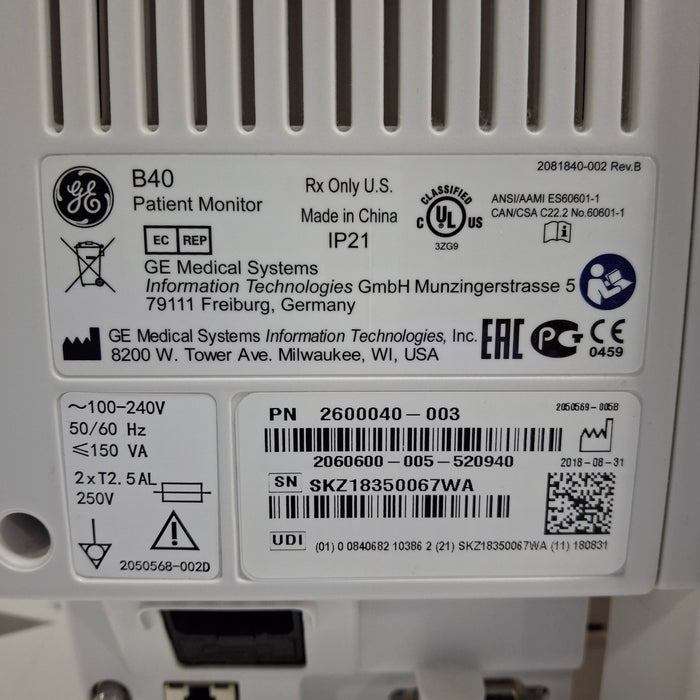 2081840-002 Rev.B
GE
B40
Patient Monitor
Rx Only U.S.
Made in China
IP21
CLASSIFIED
C UL US
3ZG9
ANSI/AAMI ES60601-1
CAN/CSA C22.2 No.60601-1
EC REP
GE Medical Systems
Information Technologies GmbH Munzingerstrasse 5
79111 Freiburg, Germany
GE Medical Systems Information Technologies, Inc.
8200 W. Tower Ave. Milwaukee, WI, USA
EAC
PG
CE
0459
~100-240V
50/60 Hz
≤150 VA
2xT2.5AL
250V
2050568-002D
PN 2600040-003
2050569-005B
2060600-005-520940
2018-08-31
SN SKZ18350067WA
UDI (01) 0 0840682 10386 2 (21) SKZ18350067WA (11) 180831